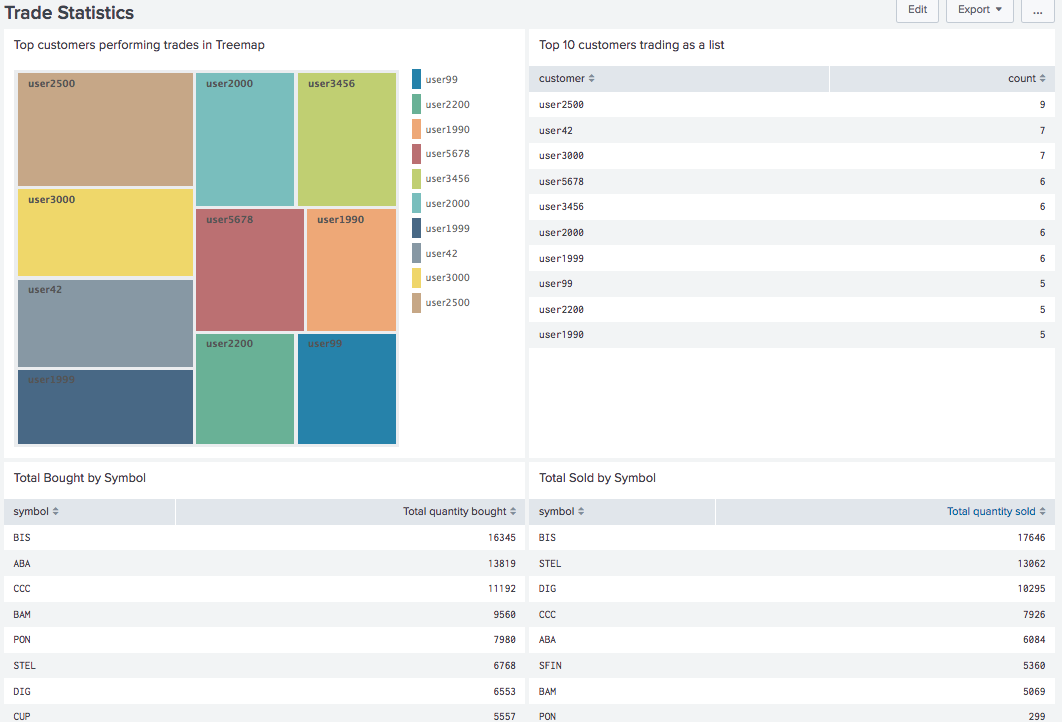 Trade Statistics
Edit
Export
...
Top customers performing trades in Treemap
user2500
user2000
user3456
user3000
user5678
user1990
user42
user2200
user99
user1999
user99
user2200
user1990
user5678
user3456
user2000
user1999
user42
user3000
user2500
Top 10 customers trading as a list
customer count
user2500 9
user42 7
user3000 7
user5678 6
user3456 6
user2000 6
user1999 6
user99 5
user2200 5
user1990 5
Total Bought by Symbol
symbol Total quantity bought
BIS 16345
ABA 13819
CCC 11192
BAM 9560
PON 7980
STEL 6768
DIG 6553
CUP 5557
Total Sold by Symbol
symbol Total quantity sold
BIS 17646
STEL 13062
DIG 10295
CCC 7926
ABA 6084
SFIN 5360
BAM 5069
PON 299